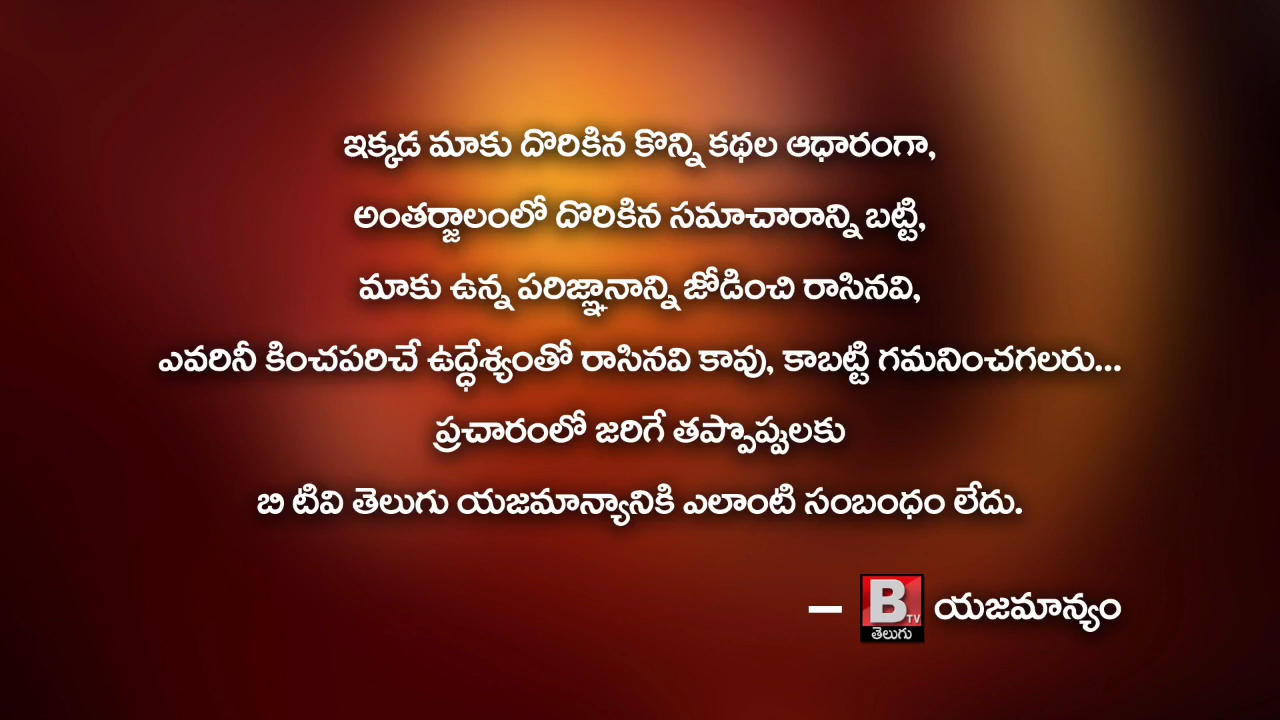 ఇక్కడ మాకు దొరికిన కొన్ని కథల ఆధారంగా,
అంతర్జాలంలో దొరికిన సమాచారాన్ని బట్టి,
మాకు ఉన్న పరిజ్ఞానాన్ని జోడించి రాసినవి,
ఎవరినీ కించపరిచే ఉద్ధేశ్యంతో రాసినవి కావు, కాబట్టి గమనించగలరు...
ప్రచారంలో జరిగే తప్పొప్పులకు
బి టివి తెలుగు యజమాన్యానికి ఎలాంటి సంబంధం లేదు.
– B TV తెలుగు యజమాన్యం